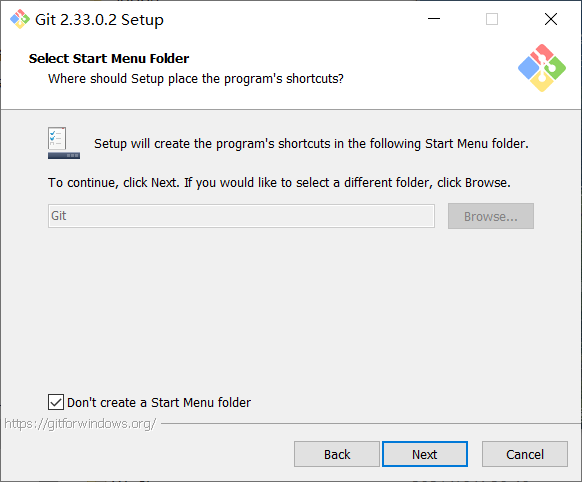 Git 2.33.0.2 Setup
Select Start Menu Folder
Where should Setup place the program's shortcuts?
Setup will create the program's shortcuts in the following Start Menu folder.
To continue, click Next. If you would like to select a different folder, click Browse.
Git
Browse...
Don't create a Start Menu folder
https://gitforwindows.org/
Back
Next
Cancel